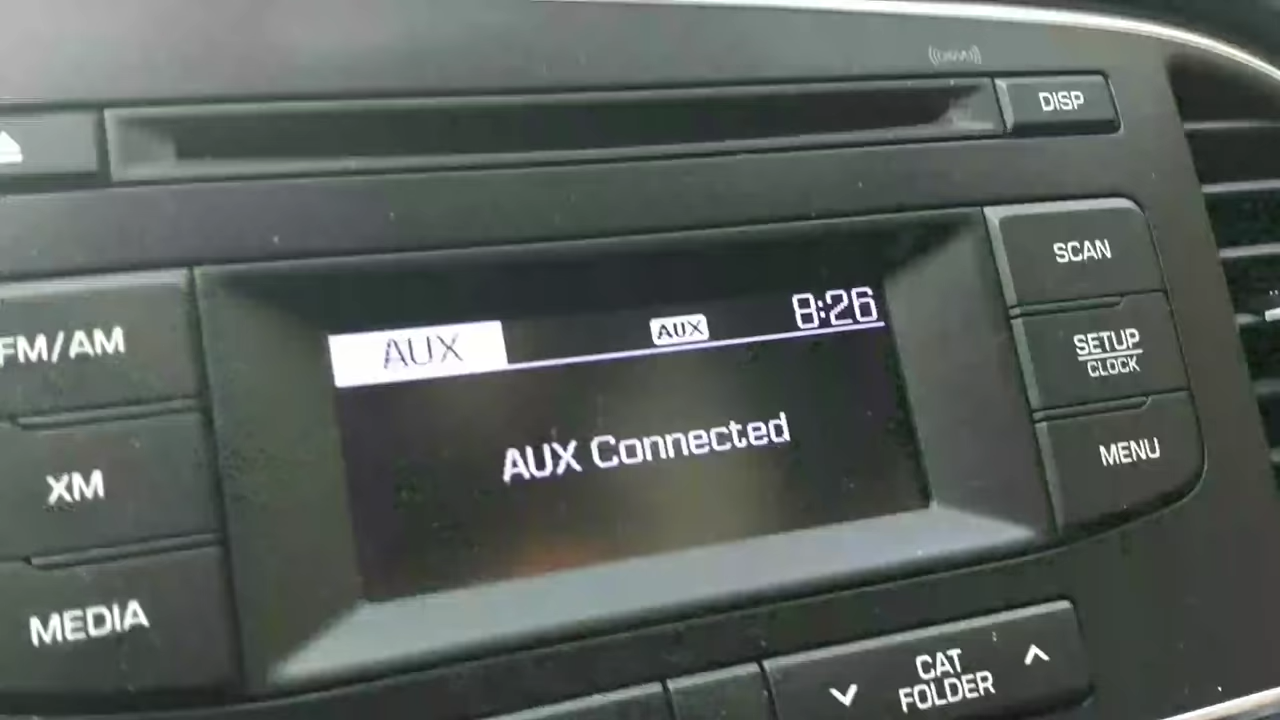 DISP
SCAN
FM/AM
AUX
AUX
8:26
SETUP
CLOCK
AUX Connected
MENU
XM
MEDIA
CAT
FOLDER